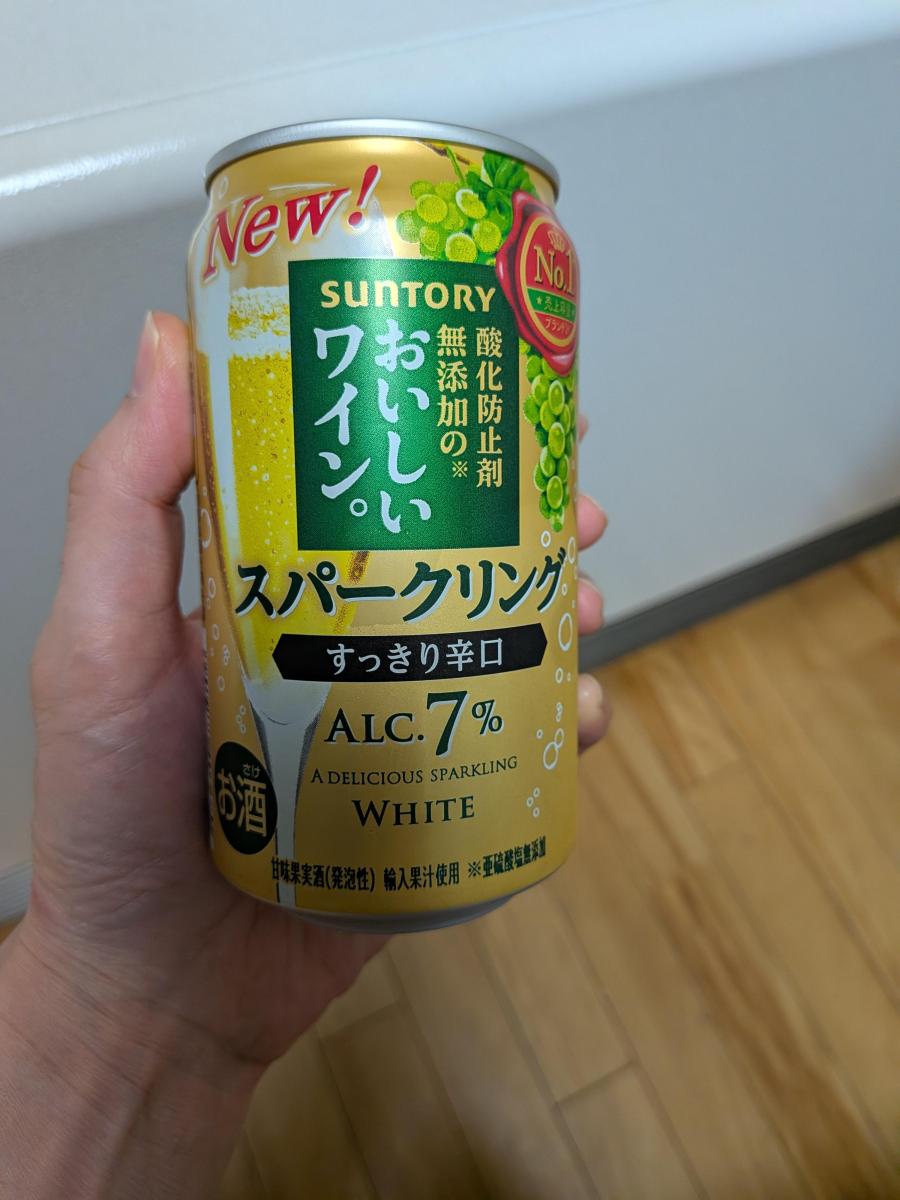 New!
SUNTORY
酸化防止剤
無添加の※
おいしい
ワイン。
No.1
スパークリング
すっきり辛口
ALC.7%
A DELICIOUS SPARKLING
WHITE
さけ
お酒
甘味果実酒(発泡性) 輸入果汁使用 ※亜硫酸塩無添加